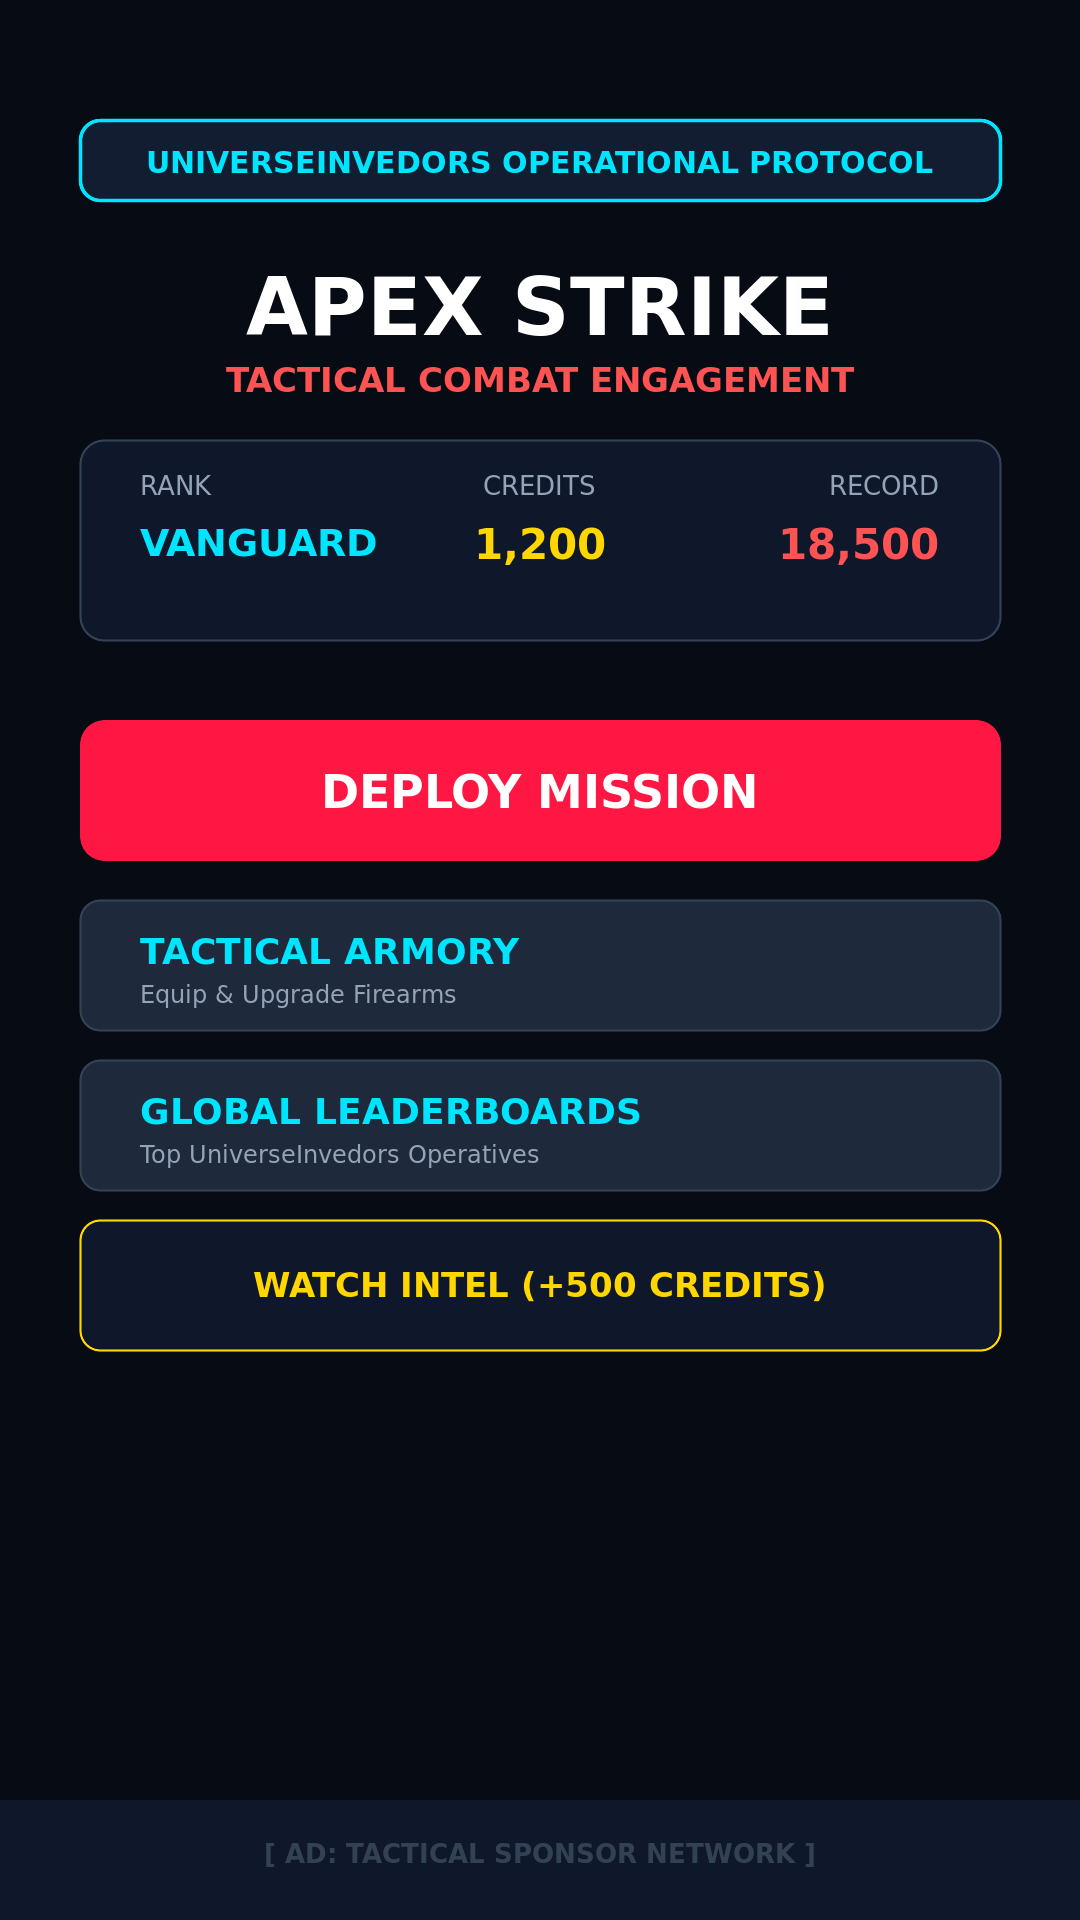 UNIVERSEINVEDORS OPERATIONAL PROTOCOL
APEX STRIKE
TACTICAL COMBAT ENGAGEMENT
RANK CREDITS RECORD
VANGUARD 1,200 18,500
DEPLOY MISSION
TACTICAL ARMORY
Equip & Upgrade Firearms
GLOBAL LEADERBOARDS
Top UniverseInvedors Operatives
WATCH INTEL (+500 CREDITS)
[ AD: TACTICAL SPONSOR NETWORK ]